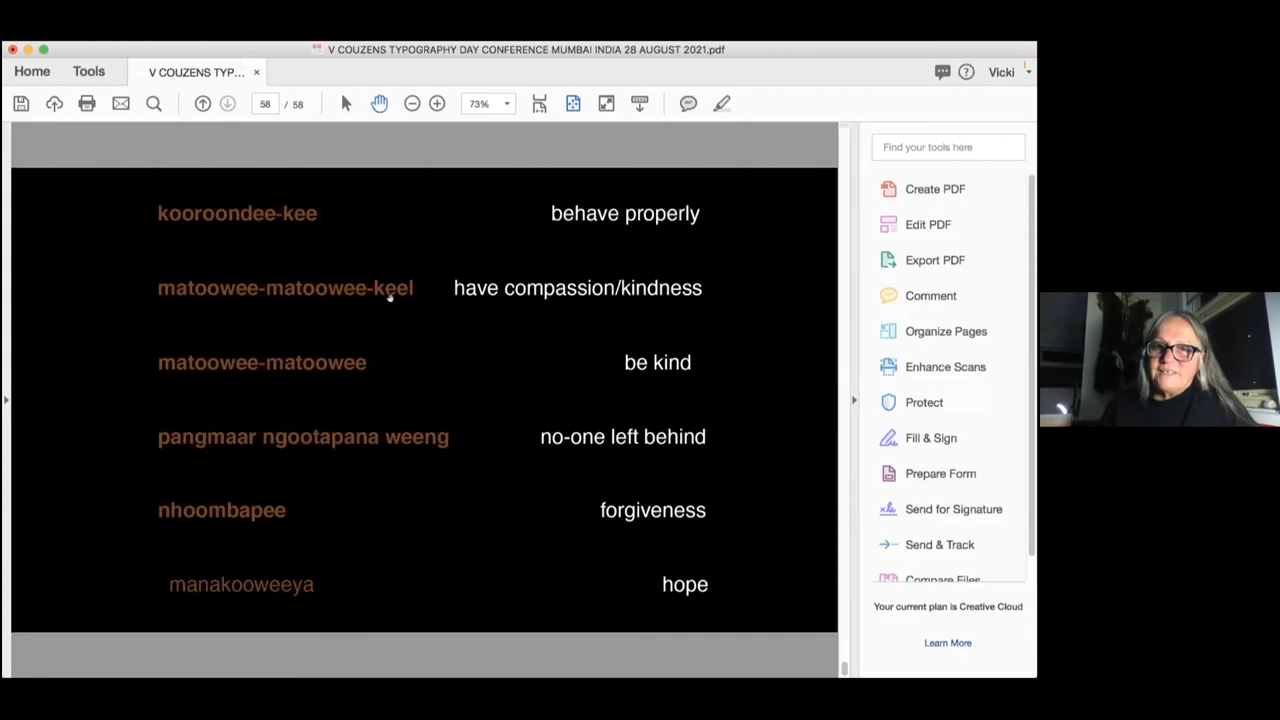 V COUZENS TYPOGRAPHY DAY CONFERENCE MUMBAI INDIA 28 AUGUST 2021.pdf
Home Tools V COUZENS TYP... × Vicki
58 / 58 73%
Find your tools here
kooroondee-kee behave properly
matoowee-matoowee-keel have compassion/kindness
matoowee-matoowee be kind
pangmaar ngootapana weeng no-one left behind
nhoombapee forgiveness
manakooweeya hope
Create PDF
Edit PDF
Export PDF
Comment
Organize Pages
Enhance Scans
Protect
Fill & Sign
Prepare Form
Send for Signature
Send & Track
Compare Files
Your current plan is Creative Cloud
Learn More